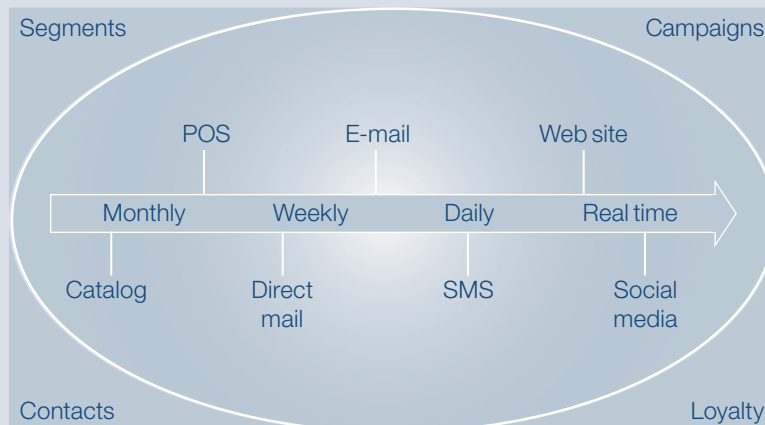 Segments
Campaigns
POS
E-mail
Web site
Monthly
Weekly
Daily
Real time
Catalog
Direct
mail
SMS
Social
media
Contacts
Loyalty